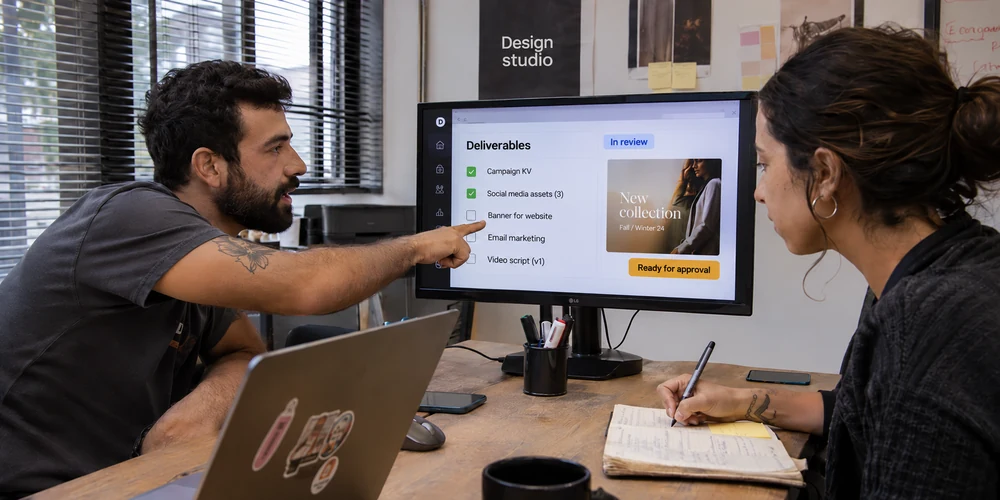 Design
studio
D
Deliverables
In review
Campaign KV
Social media assets (3)
Banner for website
Email marketing
Video script (v1)
New
collection
Fall / Winter 24
Ready for approval
LG